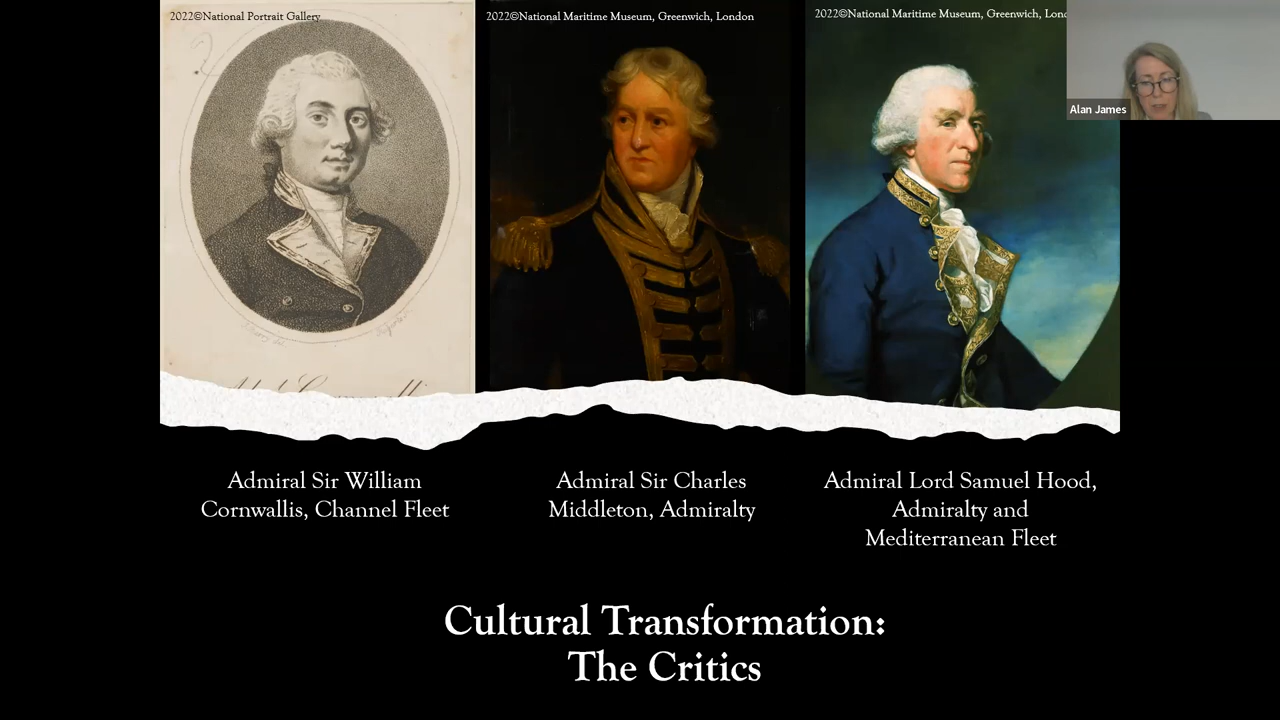 2022©National Portrait Gallery
2022©National Maritime Museum, Greenwich, London
2022©National Maritime Museum, Greenwich,
Alan James
Admiral Sir William
Cornwallis, Channel Fleet
Admiral Sir Charles
Middleton, Admiralty
Admiral Lord Samuel Hood,
Admiralty and
Mediterranean Fleet
Cultural Transformation:
The Critics